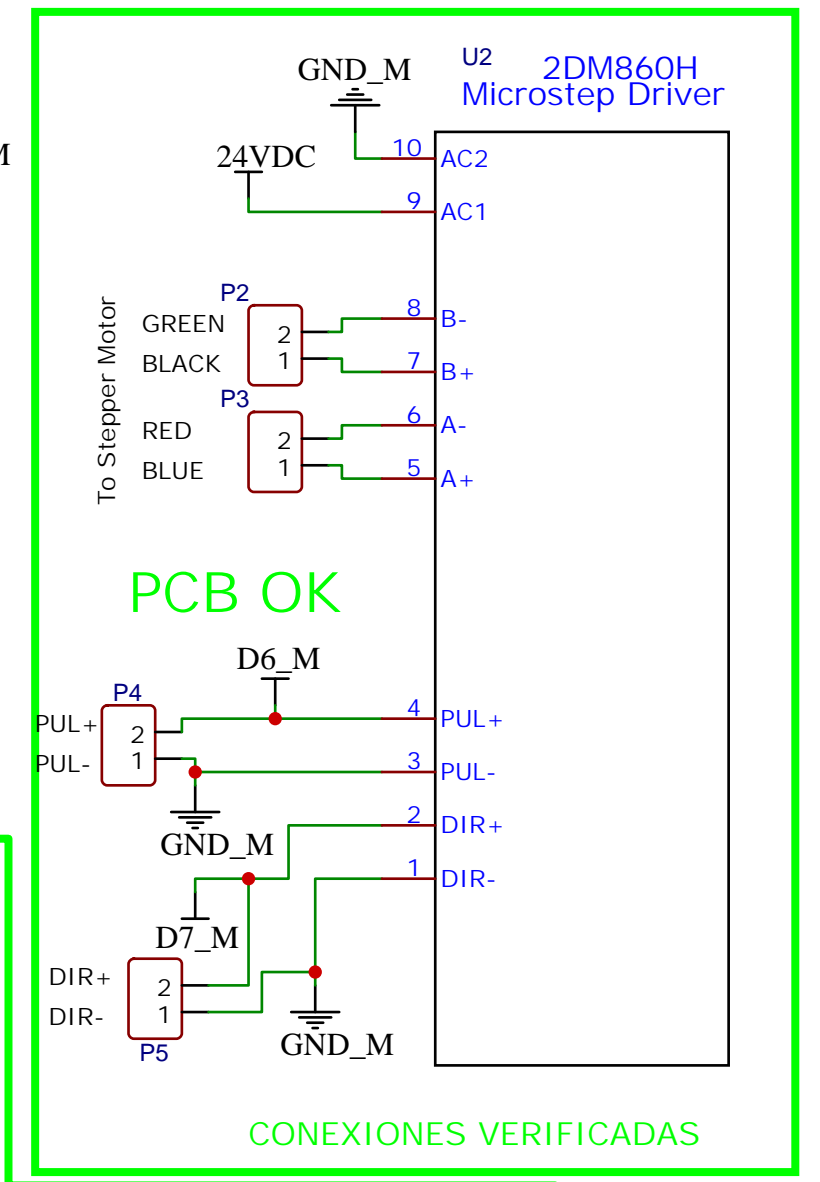 U2
2DM860H
Microstep Driver
GND_M
M
24VDC
10
AC2
9
AC1
P2
To Stepper Motor
GREEN
2
8
B-
BLACK
1
7
B+
P3
RED
2
6
A-
BLUE
1
5
A+
PCB OK
D6_M
P4
PUL+
2
4
PUL+
PUL-
1
3
PUL-
GND_M
2
DIR+
1
DIR-
D7_M
DIR+
2
DIR-
1
GND_M
P5
CONEXIONES VERIFICADAS